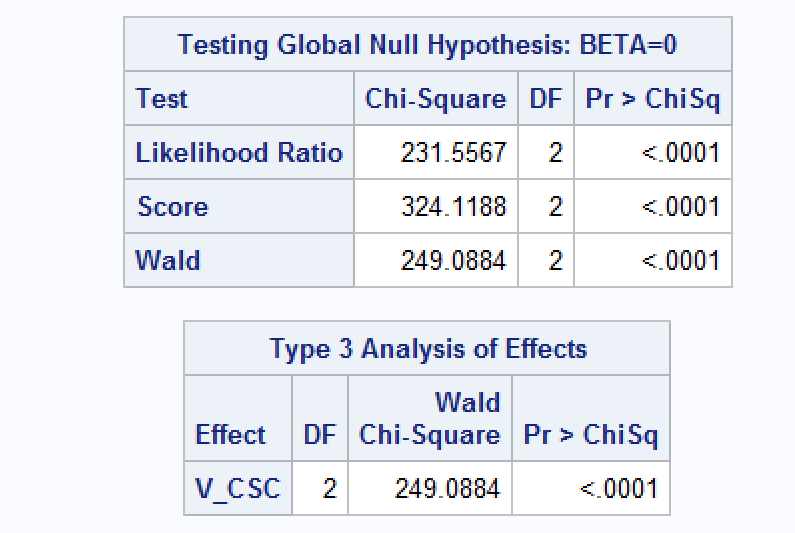 Testing Global Null Hypothesis: BETA=0
Test Chi-Square DF Pr > ChiSq
Likelihood Ratio 231.5567 2 <.0001
Score 324.1188 2 <.0001
Wald 249.0884 2 <.0001
Type 3 Analysis of Effects
Wald
Effect DF Chi-Square Pr > ChiSq
V_CSC 2 249.0884 <.0001